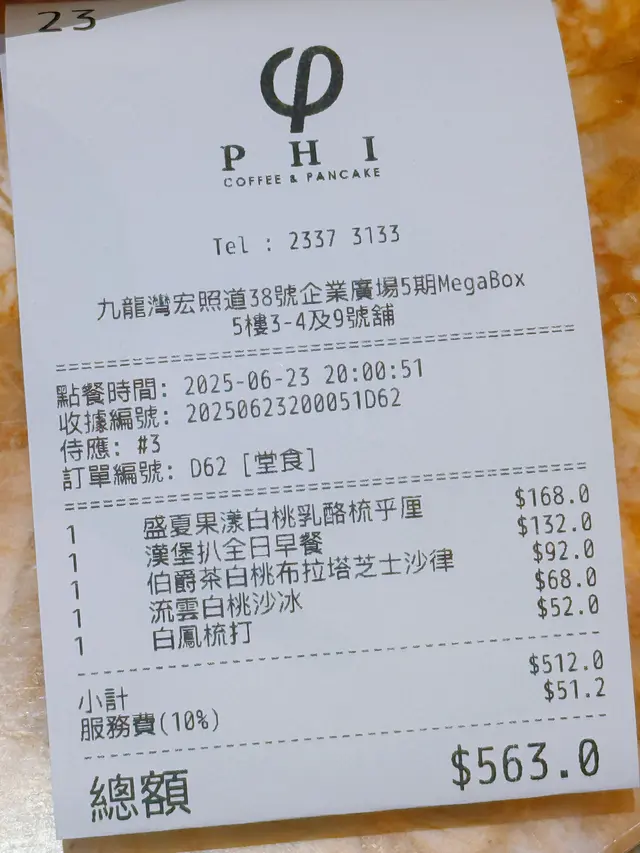 23
PHI
COFFEE & PANCAKE
Tel : 2337 3133
九龍灣宏照道38號企業廣場5期MegaBox
5樓3-4及9號舖
點餐時間: 2025-06-23 20:00:51
收據編號: 20250623200051D62
侍應: #3
訂單編號: D62 [堂食]
1 盛夏果漾白桃乳酪梳乎厘 $168.0
1 漢堡扒全日早餐 $132.0
1 伯爵茶白桃布拉塔芝士沙律 $92.0
1 流雲白桃沙冰 $68.0
1 白鳳梳打 $52.0
小計 $512.0
服務費(10%) $51.2
總額 $563.0